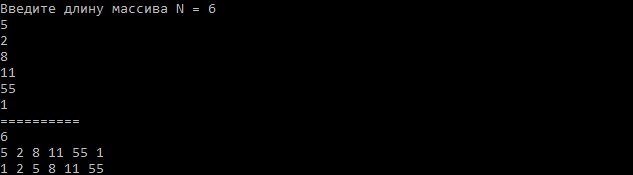 Введите длину массива N = 6
5
2
8
11
55
1
==========
6
5 2 8 11 55 1
1 2 5 8 11 55